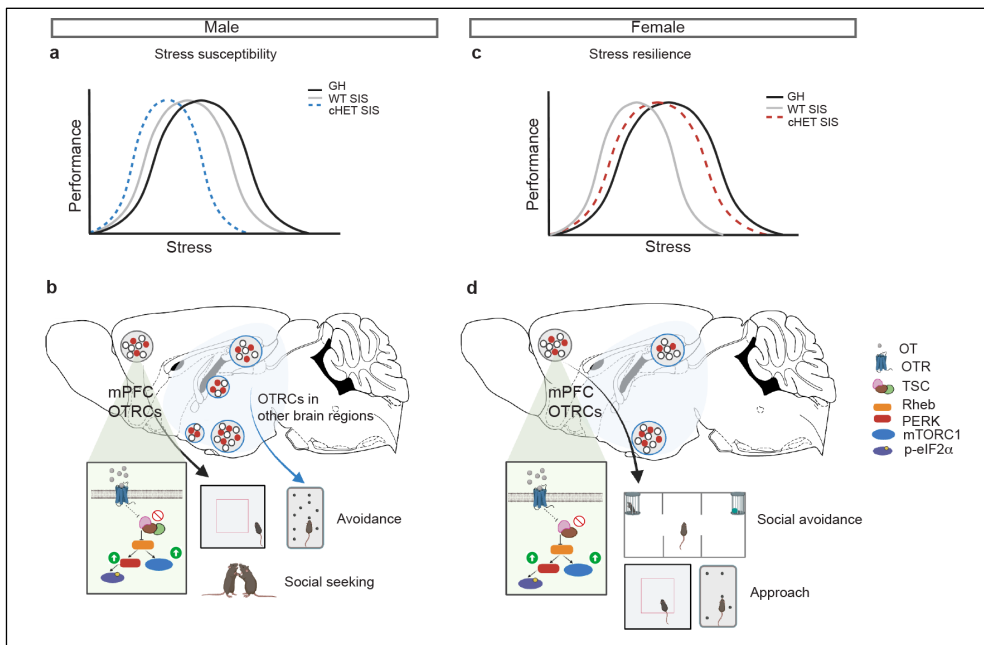 Male
Female
a
Stress susceptibility
GH
WT SIS
cHET SIS
Performance
Stress
c
Stress resilience
GH
WT SIS
cHET SIS
Performance
Stress
b
mPFC
OTRCs
OTRCs in
other brain regions
Avoidance
Social seeking
d
mPFC
OTRCs
Social avoidance
Approach
OT
OTR
TSC
Rheb
PERK
mTORC1
p-eIF2α